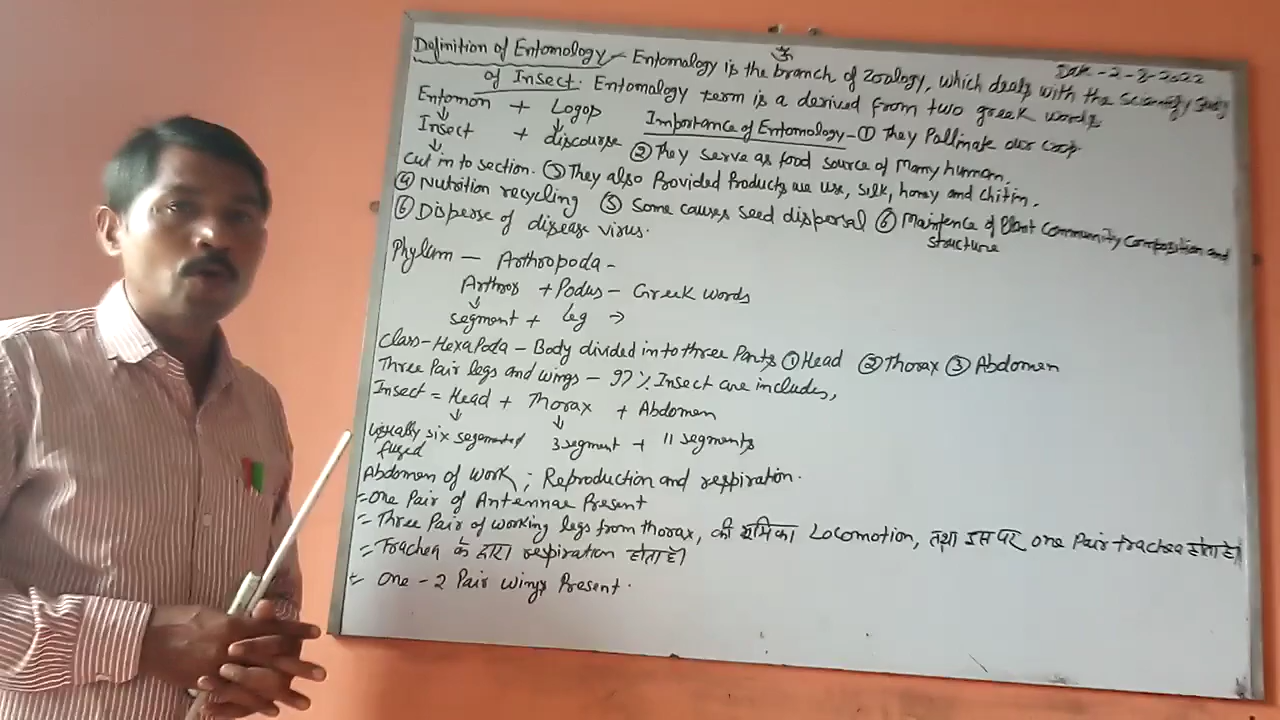 ॐ
Date - 2-8-2022
Definition of Entomology - Entomology is the branch of Zoology, which deals with the Scientific Study
of Insect. Entomology term is a derived from two greek words
Entomon + Logos
Insect + discourse
Importance of Entomology - ① They Pollinate our crops
② They serve as food source of Many human.
Cut in to section. ③ They also Provided Products we use, silk, honey and chitin.
④ Nutrition recycling ⑤ Some causes seed dispersal ⑥ Maintence of Plant Community Composition and
structure
⑥ Disperse of disease virus.
Phylum — Arthropoda -
Arthros + Podus - Greek words
segment + Leg →
Class - Hexapoda - Body divided in to three Parts ① Head ② Thorax ③ Abdomen
Three Pair legs and wings - 97% Insect are includes,
Insect = Head + Thorax + Abdomen
Usually six segmented 3 segment + 11 segments
fused
Abdomen of work ; Reproduction and respiration.
= One Pair of Antennae Present
= Three Pair of working legs from thorax, की भूमिका Locomotion, तथा इस पर one Pair trachea होता है।
= Trachea के द्वारा respiration होता है।
= One - 2 Pair wings Present.